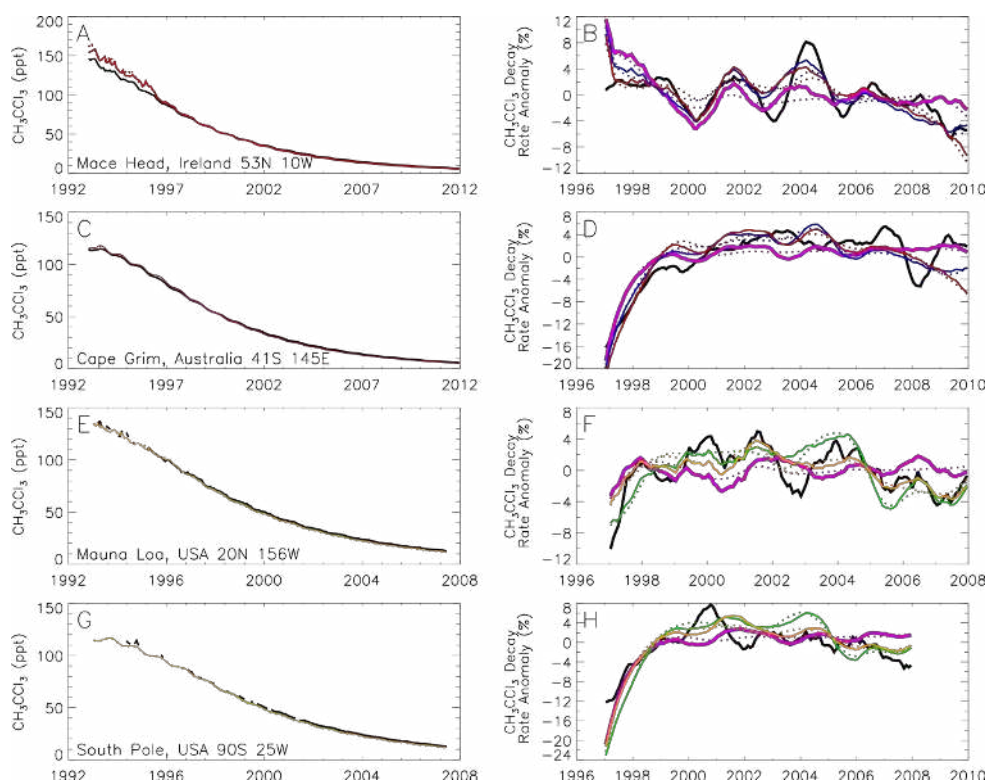 A
CH3CCl3 (ppt)
200
150
100
50
0
Mace Head, Ireland 53N 10W
1992 1997 2002 2007 2012
B
CH3CCl3 Decay
Rate Anomaly (%)
12
8
4
0
-4
-8
-12
1996 1998 2000 2002 2004 2006 2008 2010
C
CH3CCl3 (ppt)
150
100
50
0
Cape Grim, Australia 41S 145E
1992 1997 2002 2007 2012
D
CH3CCl3 Decay
Rate Anomaly (%)
8
4
0
-4
-8
-12
-16
-20
1996 1998 2000 2002 2004 2006 2008 2010
E
CH3CCl3 (ppt)
150
100
50
0
Mauna Loa, USA 20N 156W
1992 1996 2000 2004 2008
F
CH3CCl3 Decay
Rate Anomaly (%)
8
4
0
-4
-8
-12
1996 1998 2000 2002 2004 2006 2008
G
CH3CCl3 (ppt)
150
100
50
0
South Pole, USA 90S 25W
1992 1996 2000 2004 2008
H
CH3CCl3 Decay
Rate Anomaly (%)
8
4
0
-4
-8
-12
-16
-20
-24
1996 1998 2000 2002 2004 2006 2008 2010